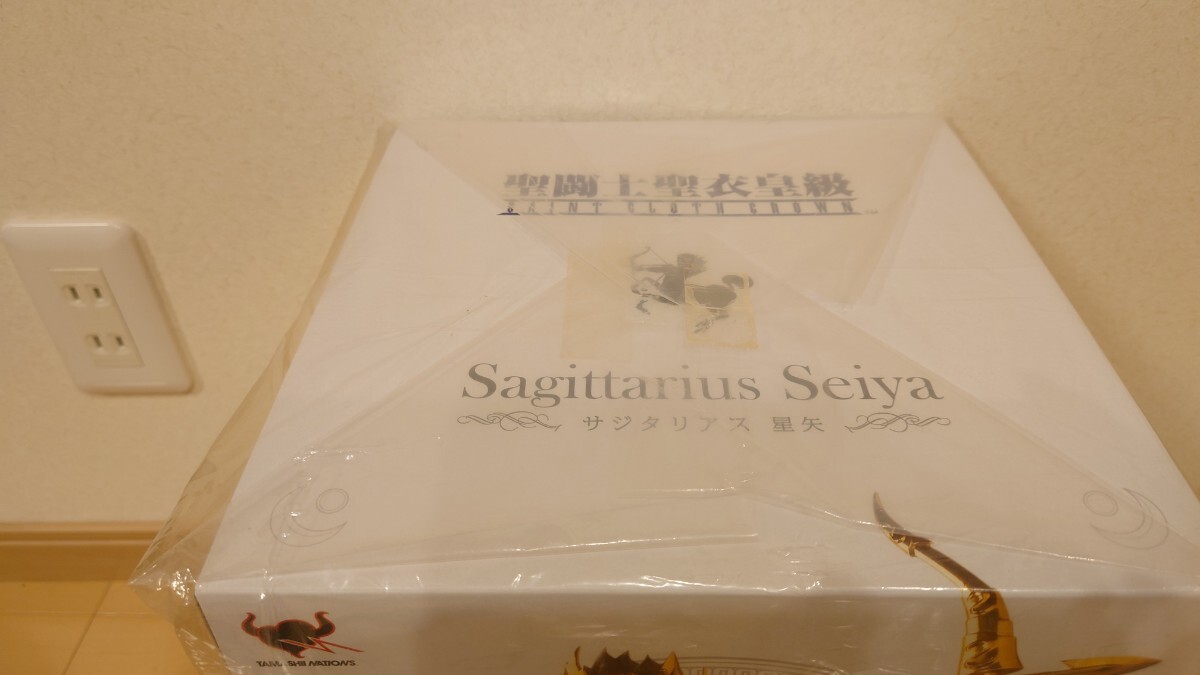 聖闘士聖衣皇級
SAINT CLOTH CROWN™
Sagittarius Seiya
サジタリアス 星矢
TAMASHII NATIONS